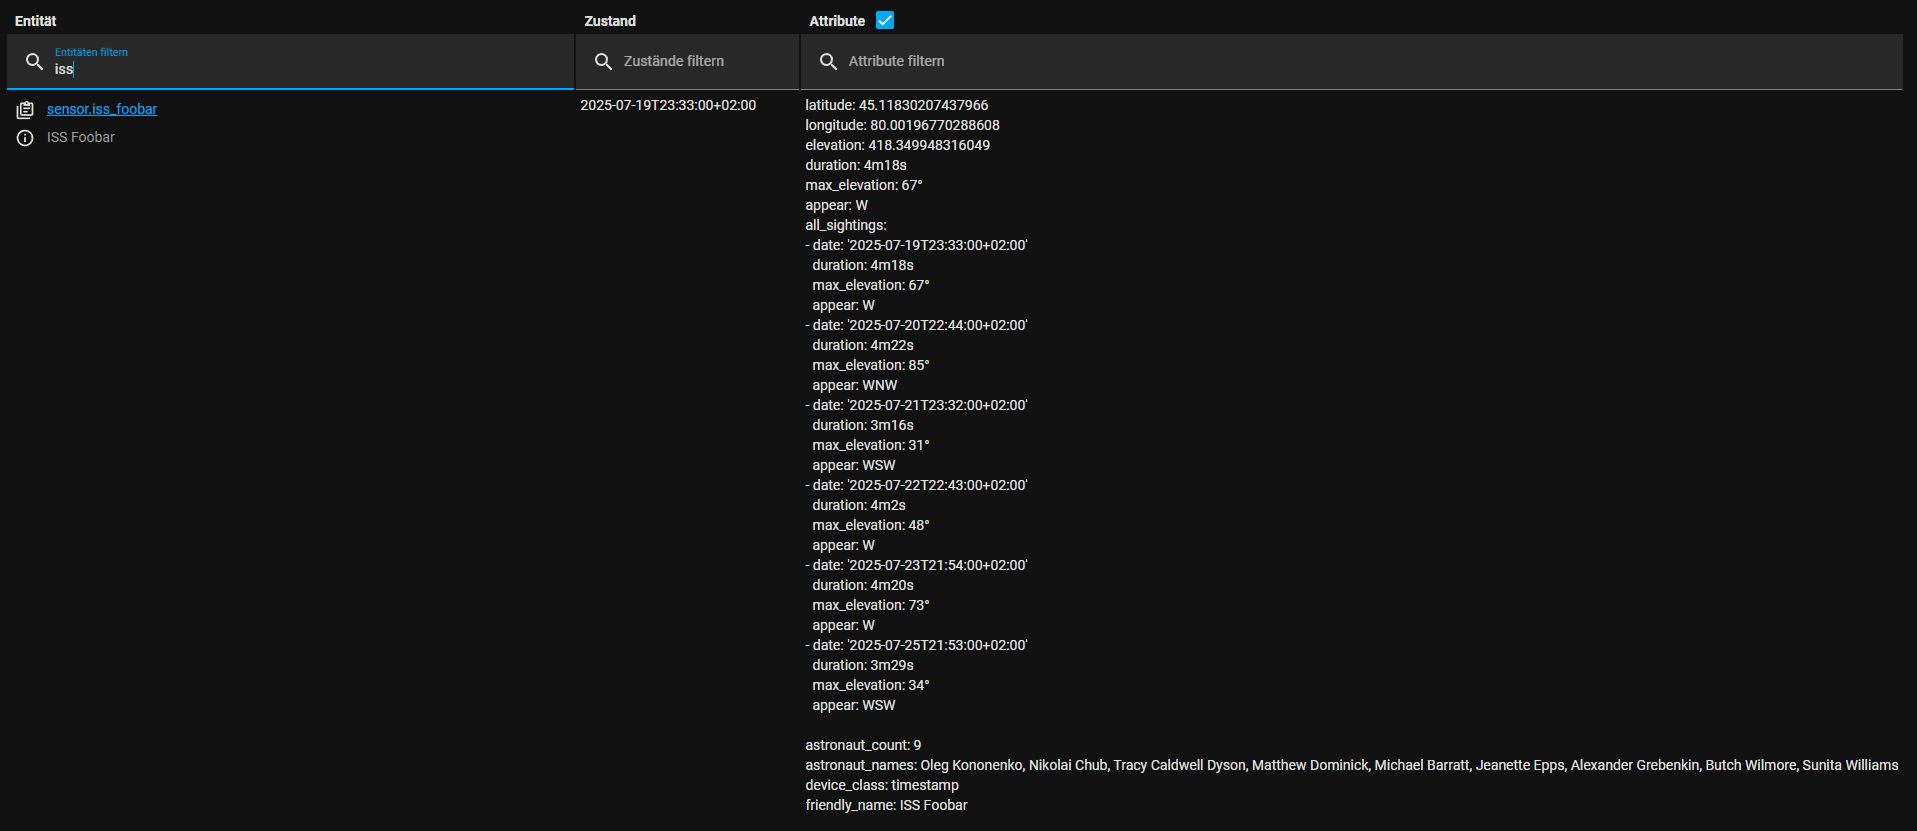 Entität Zustand Attribute
Entitäten filtern
iss
Zustände filtern
Attribute filtern
sensor.iss_foobar
ISS Foobar
2025-07-19T23:33:00+02:00
latitude: 45.11830207437966
longitude: 80.00196770288608
elevation: 418.349948316049
duration: 4m18s
max_elevation: 67°
appear: W
all_sightings:
- date: '2025-07-19T23:33:00+02:00'
duration: 4m18s
max_elevation: 67°
appear: W
- date: '2025-07-20T22:44:00+02:00'
duration: 4m22s
max_elevation: 85°
appear: WNW
- date: '2025-07-21T23:32:00+02:00'
duration: 3m16s
max_elevation: 31°
appear: WSW
- date: '2025-07-22T22:43:00+02:00'
duration: 4m2s
max_elevation: 48°
appear: W
- date: '2025-07-23T21:54:00+02:00'
duration: 4m20s
max_elevation: 73°
appear: W
- date: '2025-07-25T21:53:00+02:00'
duration: 3m29s
max_elevation: 34°
appear: WSW
astronaut_count: 9
astronaut_names: Oleg Kononenko, Nikolai Chub, Tracy Caldwell Dyson, Matthew Dominick, Michael Barratt, Jeanette Epps, Alexander Grebenkin, Butch Wilmore, Sunita Williams
device_class: timestamp
friendly_name: ISS Foobar